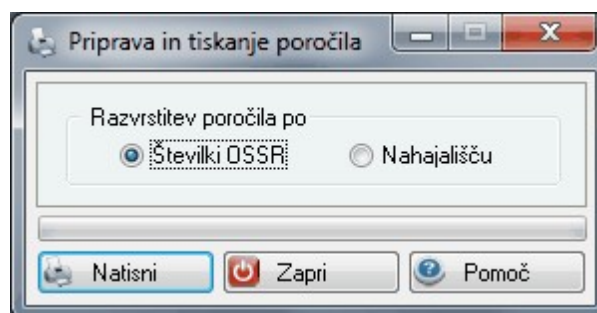 Priprava in tiskanje poročila
Razvrstitev poročila po
Številki OSSR Nahajališču
Natisni Zapri Pomoč